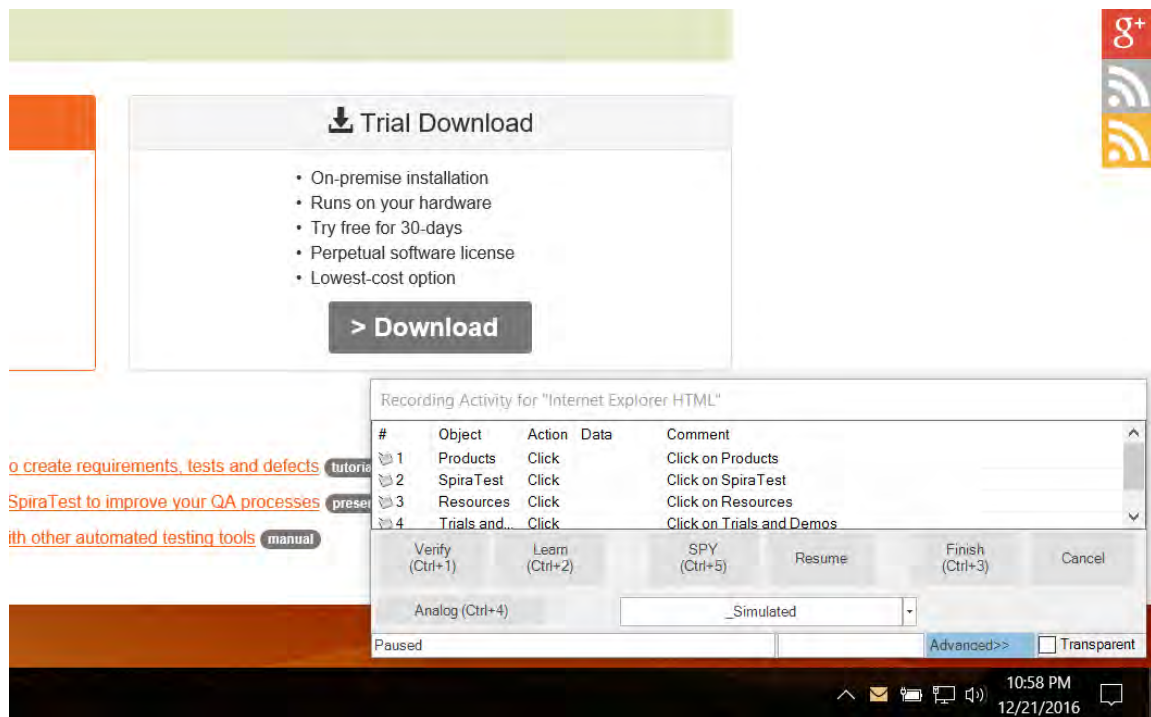 g+
Trial Download
• On-premise installation
• Runs on your hardware
• Try free for 30-days
• Perpetual software license
• Lowest-cost option
> Download
o create requirements, tests and defects
SpiraTest to improve your QA processes
ith other automated testing tools manual
Recording Activity for "Internet Explorer HTML"
# Object Action Data Comment
1 Products Click Click on Products
2 SpiraTest Click Click on SpiraTest
3 Resources Click Click on Resources
4 Trials and... Click Click on Trials and Demos
Verify (Ctrl+1)
Learn (Ctrl+2)
SPY (Ctrl+5)
Resume
Finish (Ctrl+3)
Cancel
Analog (Ctrl+4)
_Simulated
Paused
Advanced>>
Transparent
10:58 PM
12/21/2016